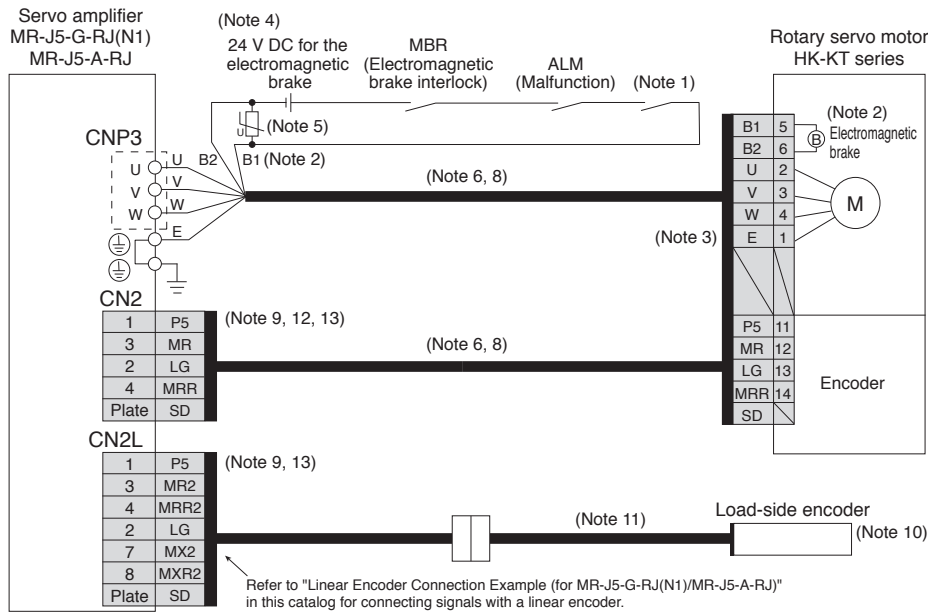 Servo amplifier
MR-J5-G-RJ(N1)
MR-J5-A-RJ
(Note 4)
24 V DC for the
electromagnetic
brake
MBR
(Electromagnetic
brake interlock)
ALM
(Malfunction)
(Note 1)
Rotary servo motor
HK-KT series
U
(Note 5)
CNP3
U
V
W
U
V
W
E
B2
B1
(Note 2)
(Note 6, 8)
(Note 3)
B1 5
B2 6
U 2
V 3
W 4
E 1
(Note 2)
B
Electromagnetic
brake
M
CN2
1 P5
3 MR
2 LG
4 MRR
Plate SD
(Note 9, 12, 13)
(Note 6, 8)
P5 11
MR 12
LG 13
MRR 14
SD
Encoder
CN2L
1 P5
3 MR2
4 MRR2
2 LG
7 MX2
8 MXR2
Plate SD
(Note 9, 13)
(Note 11)
Load-side encoder
(Note 10)
Refer to "Linear Encoder Connection Example (for MR-J5-G-RJ(N1)/MR-J5-A-RJ)"
in this catalog for connecting signals with a linear encoder.